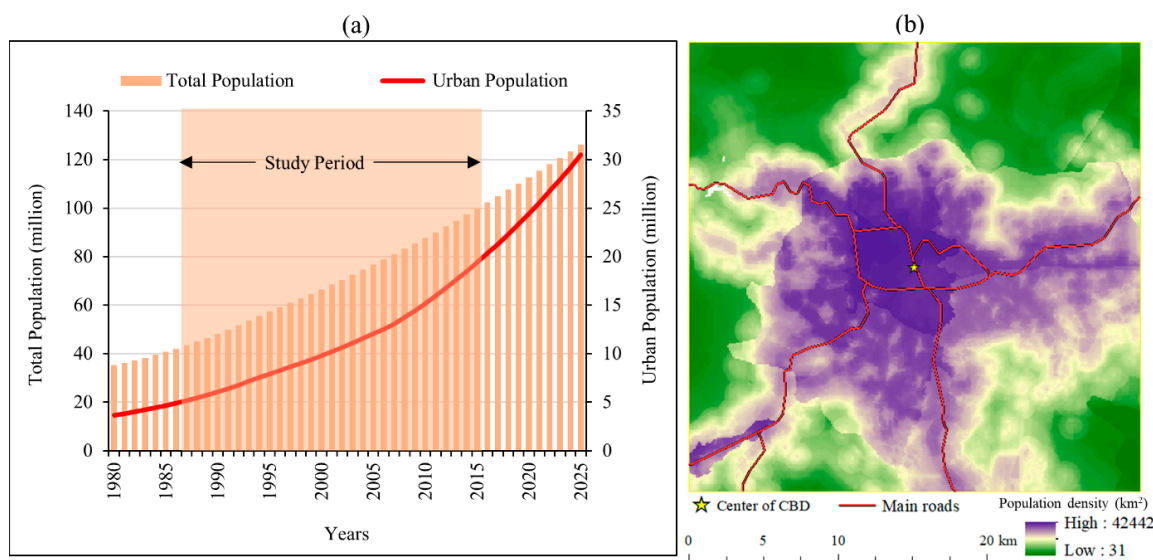 (a)
(b)
Total Population
Urban Population
140
120
100
80
60
40
20
0
Total Population (million)
35
30
25
20
15
10
5
0
Urban Population (million)
Study Period
1980
1985
1990
1995
2000
2005
2010
2015
2020
2025
Years
Center of CBD
Main roads
Population density (km²)
High : 42442
Low : 31
0 5 10 20 km